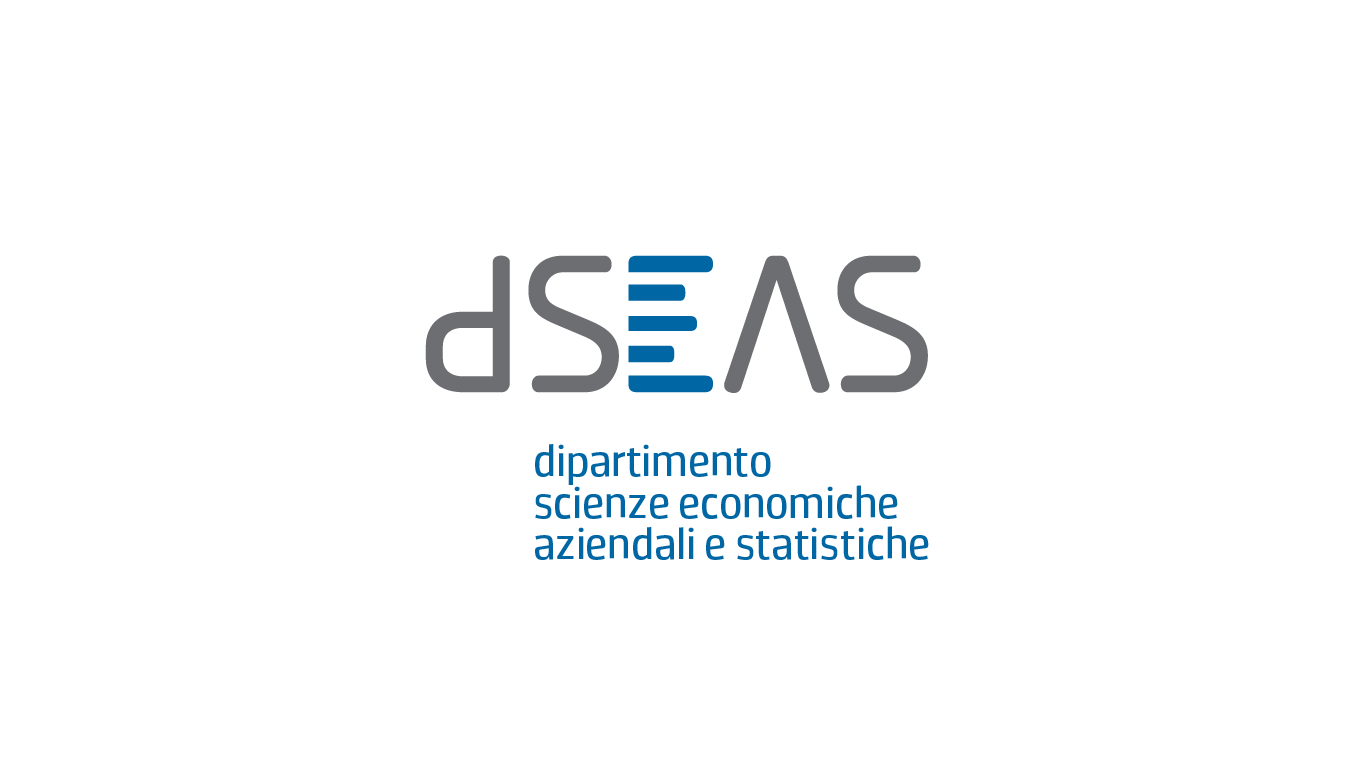 dSEAS
dipartimento
scienze economiche
aziendali e statistiche